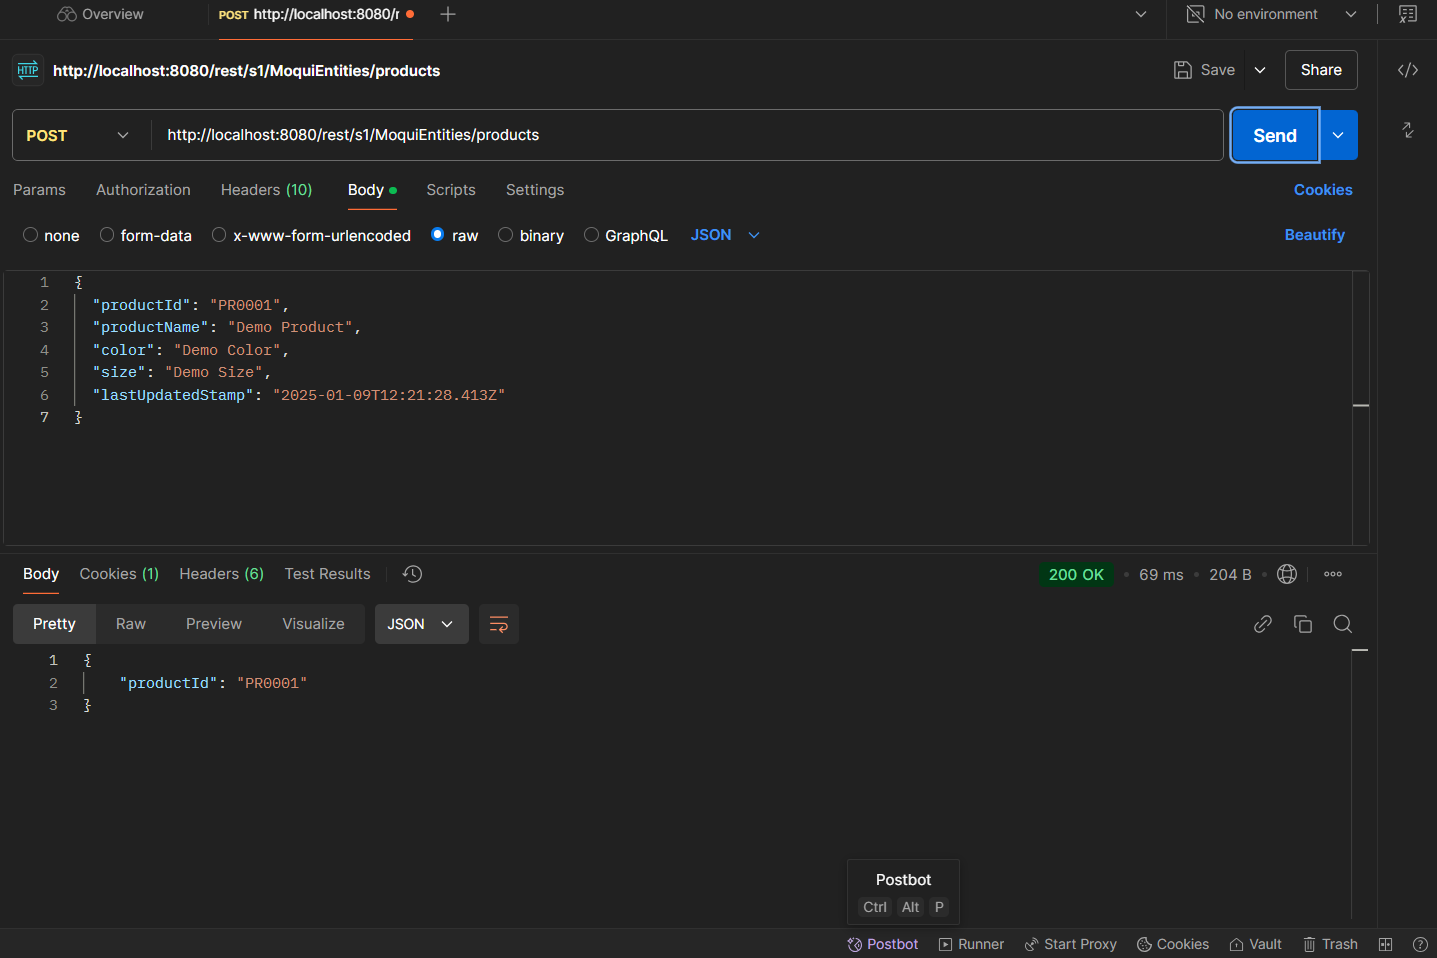 Overview POST http://localhost:8080/r No environment
HTTP http://localhost:8080/rest/s1/MoquiEntities/products Save Share
POST http://localhost:8080/rest/s1/MoquiEntities/products Send
Params Authorization Headers (10) Body Scripts Settings Cookies
none form-data x-www-form-urlencoded raw binary GraphQL JSON Beautify
1 {
2 "productId": "PR0001",
3 "productName": "Demo Product",
4 "color": "Demo Color",
5 "size": "Demo Size",
6 "lastUpdatedStamp": "2025-01-09T12:21:28.413Z"
7 }
Body Cookies (1) Headers (6) Test Results 200 OK 69 ms 204 B
Pretty Raw Preview Visualize JSON
1 {
2 "productId": "PR0001"
3 }
Postbot
Ctrl Alt P
Postbot Runner Start Proxy Cookies Vault Trash